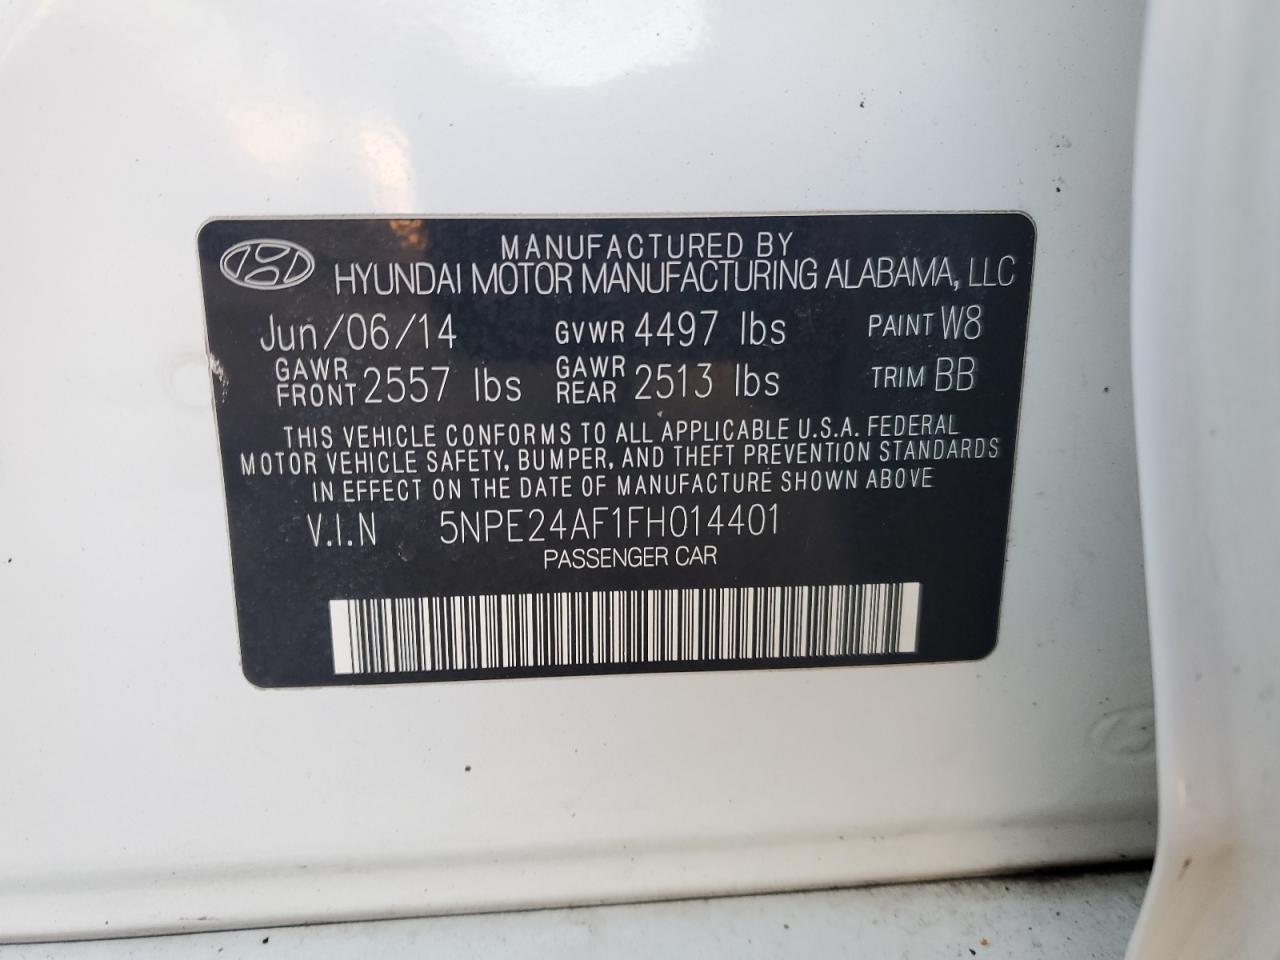 MANUFACTURED BY
HYUNDAI MOTOR MANUFACTURING ALABAMA, LLC
Jun/06/14 GVWR 4497 lbs PAINT W8
GAWR FRONT 2557 lbs GAWR REAR 2513 lbs TRIM BB
THIS VEHICLE CONFORMS TO ALL APPLICABLE U.S.A. FEDERAL
MOTOR VEHICLE SAFETY, BUMPER, AND THEFT PREVENTION STANDARDS
IN EFFECT ON THE DATE OF MANUFACTURE SHOWN ABOVE
V.I.N 5NPE24AF1FH014401
PASSENGER CAR